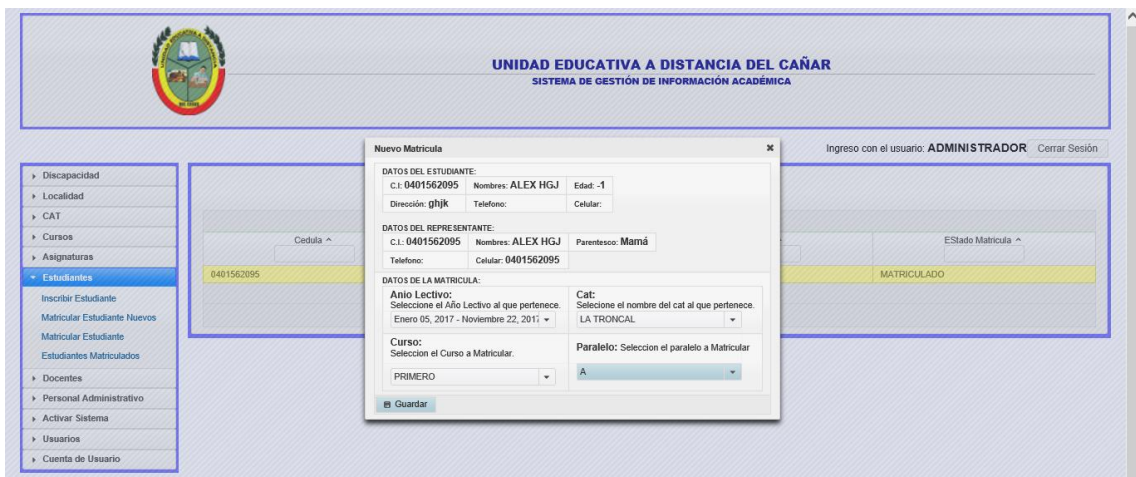 UNIDAD EDUCATIVA A DISTANCIA DEL CAÑAR
SISTEMA DE GESTIÓN DE INFORMACIÓN ACADÉMICA
Ingreso con el usuario: ADMINISTRADOR Cerrar Sesión
Discapacidad
Localidad
CAT
Cursos
Asignaturas
Estudiantes
Inscribir Estudiante
Matricular Estudiante Nuevos
Matricular Estudiante
Estudiantes Matriculados
Docentes
Personal Administrativo
Activar Sistema
Usuarios
Cuenta de Usuario
Cedula
EStado Matricula
0401562095
MATRICULADO
Nuevo Matricula
DATOS DEL ESTUDIANTE:
C.I: 0401562095 Nombres: ALEX HGJ Edad: -1
Dirección: ghjk Telefono: Celular:
DATOS DEL REPRESENTANTE:
C.I.: 0401562095 Nombres: ALEX HGJ Parentesco: Mamá
Telefono: Celular: 0401562095
DATOS DE LA MATRICULA:
Anio Lectivo:
Seleccione el Año Lectivo al que pertenece.
Enero 05, 2017 - Noviembre 22, 2017
Cat:
Selecione el nombre del cat al que pertenece.
LA TRONCAL
Curso:
Seleccion el Curso a Matricular.
PRIMERO
Paralelo: Seleccion el paralelo a Matricular
A
Guardar